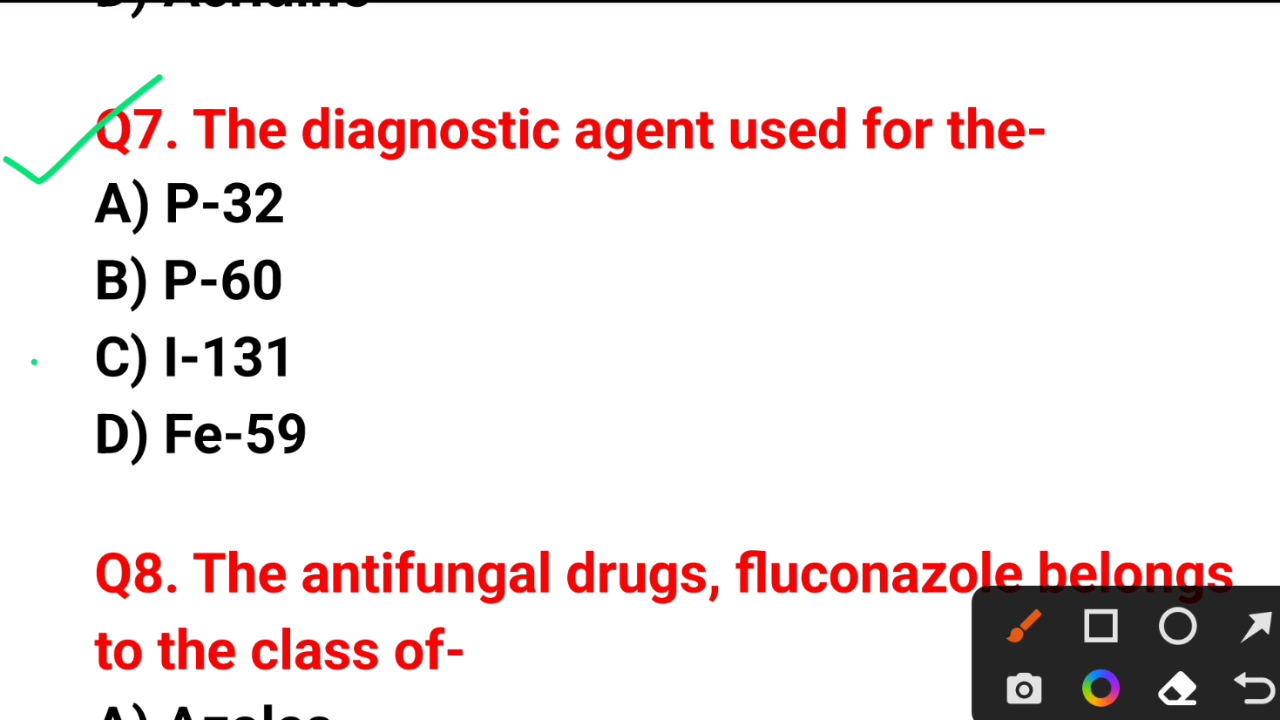 Q7. The diagnostic agent used for the-
A) P-32
B) P-60
C) I-131
D) Fe-59
Q8. The antifungal drugs, fluconazole belongs
to the class of-
A) Azoles